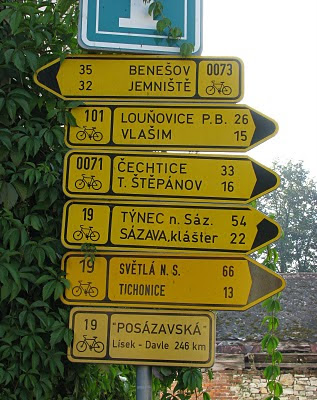 35 BENEŠOV 0073
32 JEMNIŠTĚ
101 LOUŇOVICE P.B. 26
VLAŠIM 15
0071 ČECHTICE 33
T. ŠTĚPÁNOV 16
19 TÝNEC n. Sáz. 54
SÁZAVA,klášter 22
19 SVĚTLÁ N. S. 66
TICHONICE 13
19 "POSÁZAVSKÁ"
Lísek - Davle 246 km